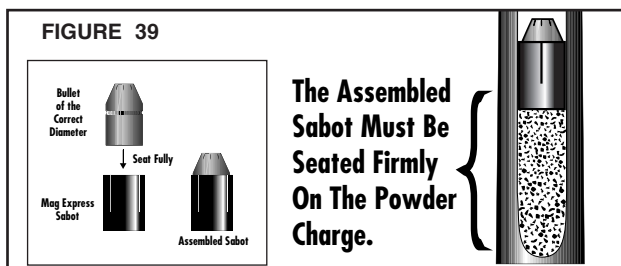 FIGURE 39
Bullet
of the
Correct
Diameter
Seat Fully
Mag Express
Sabot
Assembled Sabot
The Assembled
Sabot Must Be
Seated Firmly
On The Powder
Charge.